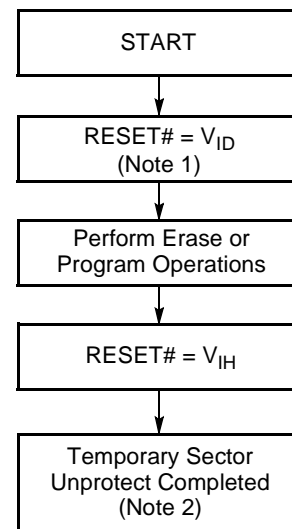 START
RESET# = VID
(Note 1)
Perform Erase or
Program Operations
RESET# = VIH
Temporary Sector
Unprotect Completed
(Note 2)